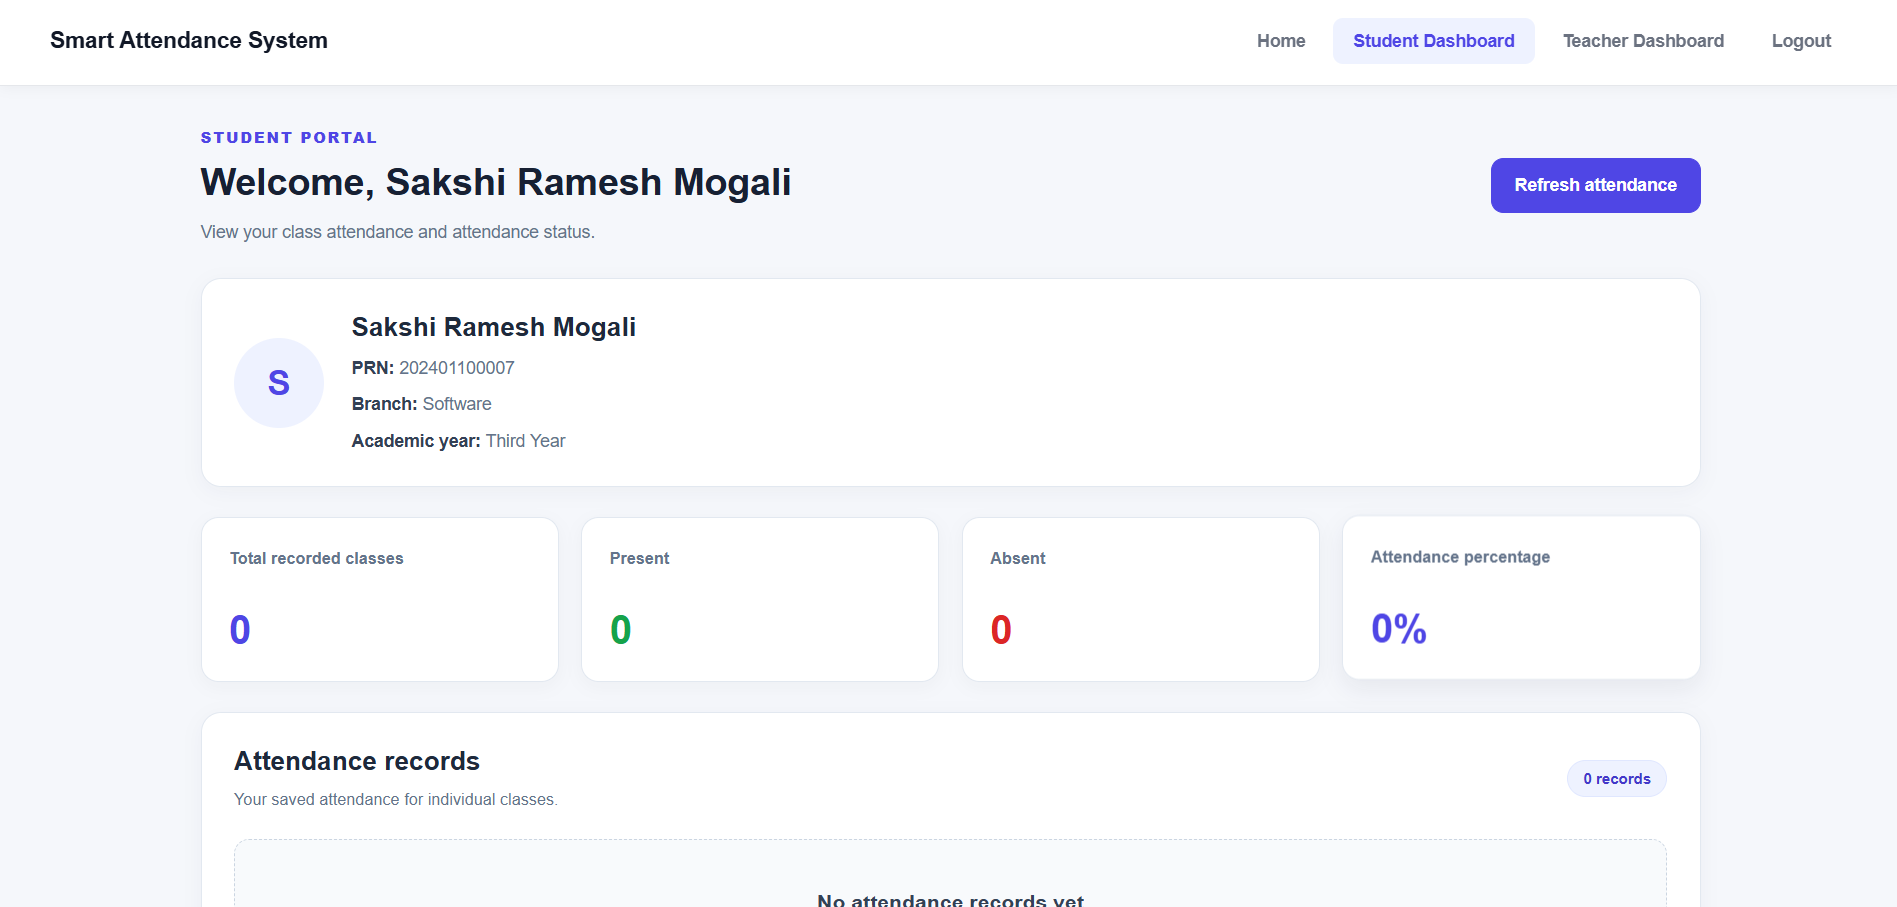 Smart Attendance System
Home
Student Dashboard
Teacher Dashboard
Logout
STUDENT PORTAL
Welcome, Sakshi Ramesh Mogali
Refresh attendance
View your class attendance and attendance status.
S
Sakshi Ramesh Mogali
PRN: 202401100007
Branch: Software
Academic year: Third Year
Total recorded classes
0
Present
0
Absent
0
Attendance percentage
0%
Attendance records
0 records
Your saved attendance for individual classes.
No attendance records yet